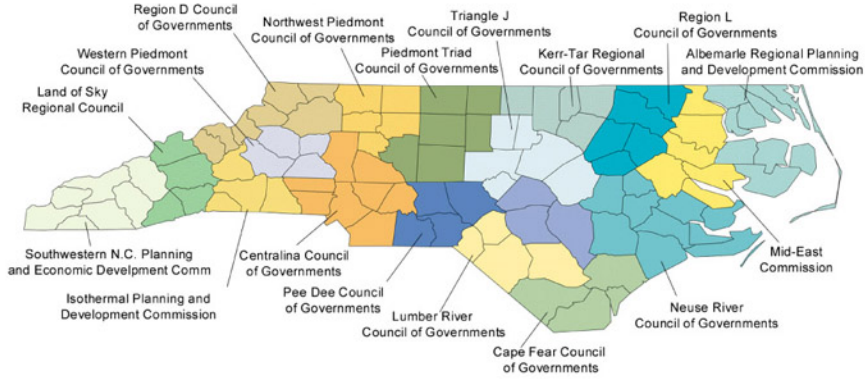 Region D Council
of Governments
Northwest Piedmont
Council of Governments
Triangle J
Council of Governments
Region L
Council of Governments
Western Piedmont
Council of Governments
Piedmont Triad
Council of Governments
Kerr-Tar Regional
Council of Governments
Albemarle Regional Planning
and Development Commission
Land of Sky
Regional Council
Southwestern N.C. Planning
and Economic Develpment Comm
Centralina Council
of Governments
Mid-East
Commission
Isothermal Planning and
Development Commission
Pee Dee Council
of Governments
Lumber River
Council of Governments
Neuse River
Council of Governments
Cape Fear Council
of Governments